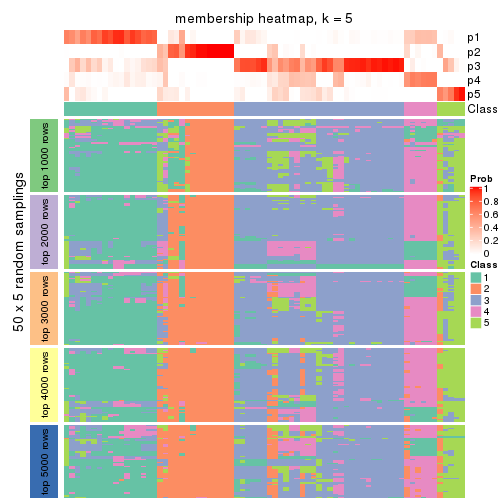 membership heatmap, k = 5
p1
p2
p3
p4
p5
Class
50 x 5 random samplings
top 1000 rows
top 2000 rows
top 3000 rows
top 4000 rows
top 5000 rows
Prob
1
0.8
0.6
0.4
0.2
0
Class
1
2
3
4
5